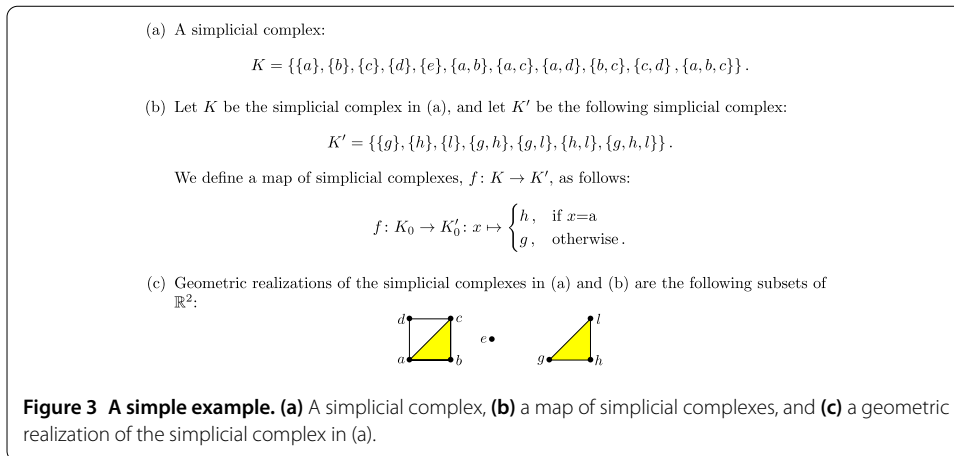 (a) A simplicial complex:
K = {{a}, {b}, {c}, {d}, {e}, {a, b}, {a, c}, {a, d}, {b, c}, {c, d} , {a, b, c}} .
(b) Let K be the simplicial complex in (a), and let K′ be the following simplicial complex:
K′ = {{g}, {h}, {l}, {g, h}, {g, l}, {h, l}, {g, h, l}} .
We define a map of simplicial complexes, f : K → K′, as follows:
f : K₀ → K′₀ : x ↦ { h , if x=a
g , otherwise .
(c) Geometric realizations of the simplicial complexes in (a) and (b) are the following subsets of
ℝ²:
d c e l
a b g h
Figure 3 A simple example. (a) A simplicial complex, (b) a map of simplicial complexes, and (c) a geometric
realization of the simplicial complex in (a).